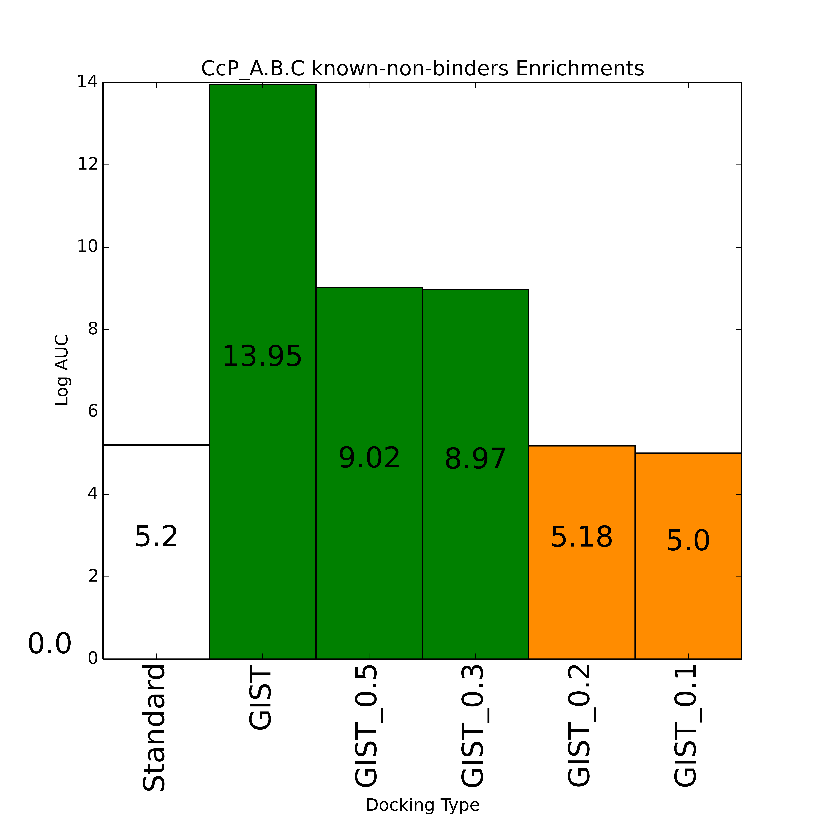 CcP_A.B.C known-non-binders Enrichments
14
12
10
8
6
4
2
0
Log AUC
0.0
5.2
13.95
9.02
8.97
5.18
5.0
Standard
GIST
GIST_0.5
GIST_0.3
GIST_0.2
GIST_0.1
Docking Type